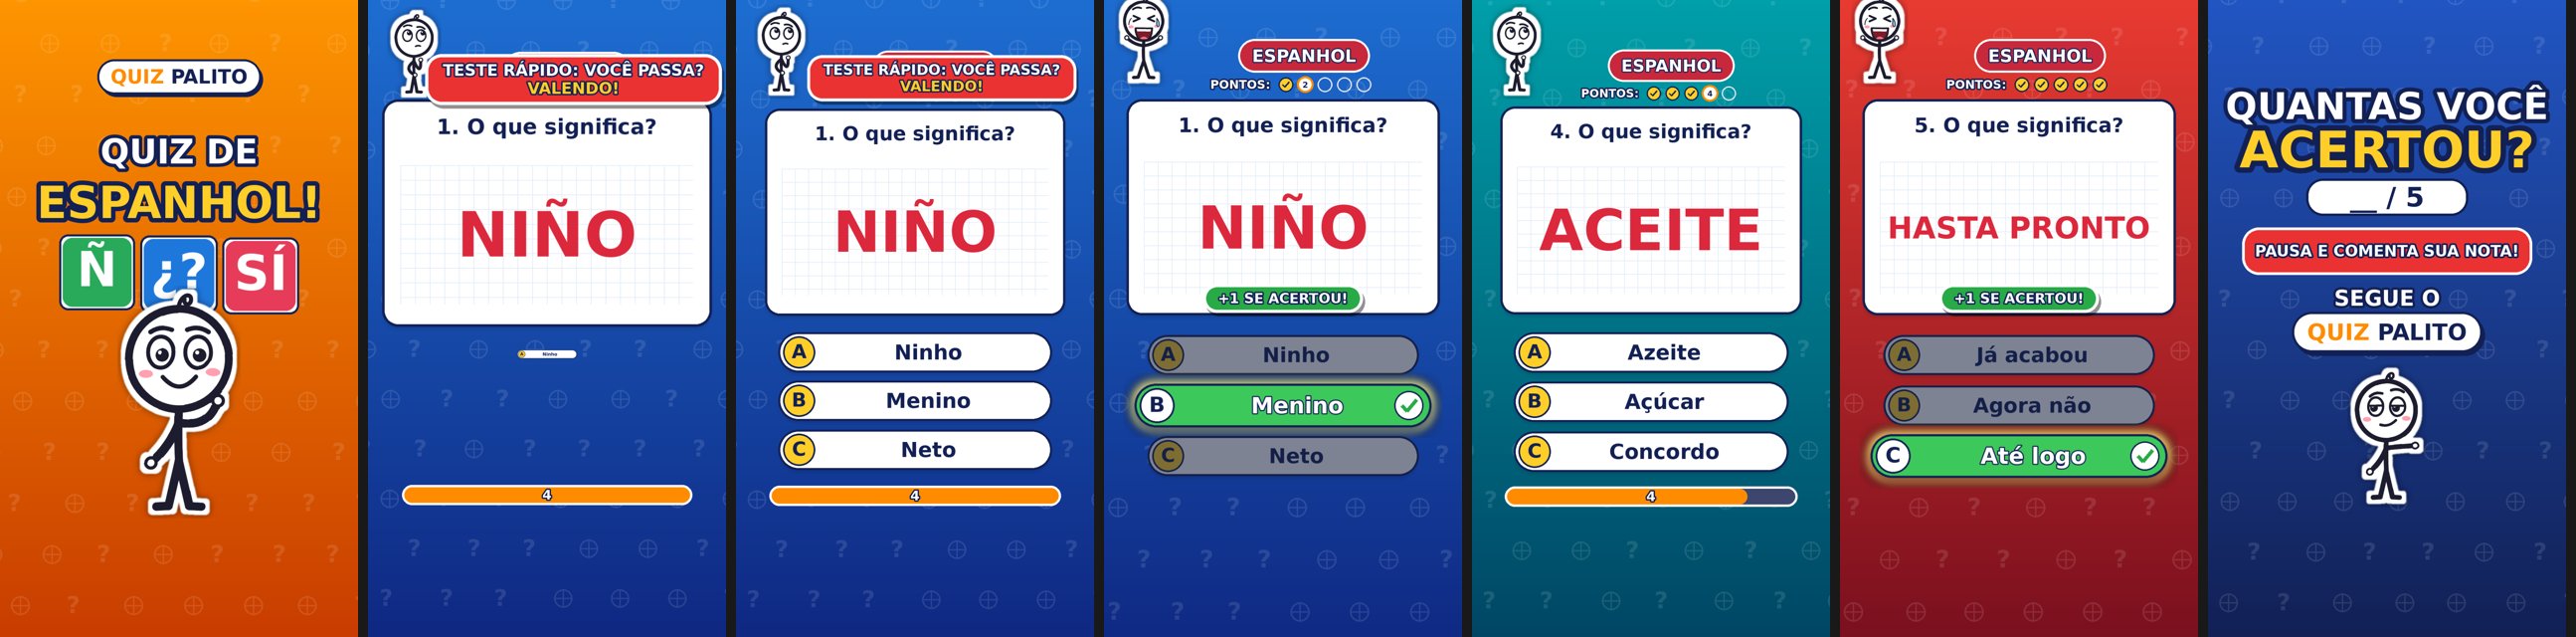 QUIZ PALITO
QUIZ DE
ESPANHOL!
Ñ
¿?
SÍ
TESTE RÁPIDO: VOCÊ PASSA?
VALENDO!
1. O que significa?
NIÑO
A Ninho
4
TESTE RÁPIDO: VOCÊ PASSA?
VALENDO!
1. O que significa?
NIÑO
A Ninho
B Menino
C Neto
4
ESPANHOL
PONTOS: 2
1. O que significa?
NIÑO
+1 SE ACERTOU!
A Ninho
B Menino
C Neto
ESPANHOL
PONTOS: 4
4. O que significa?
ACEITE
A Azeite
B Açúcar
C Concordo
4
ESPANHOL
PONTOS:
5. O que significa?
HASTA PRONTO
+1 SE ACERTOU!
A Já acabou
B Agora não
C Até logo
QUANTAS VOCÊ
ACERTOU?
__ / 5
PAUSA E COMENTA SUA NOTA!
SEGUE O
QUIZ PALITO